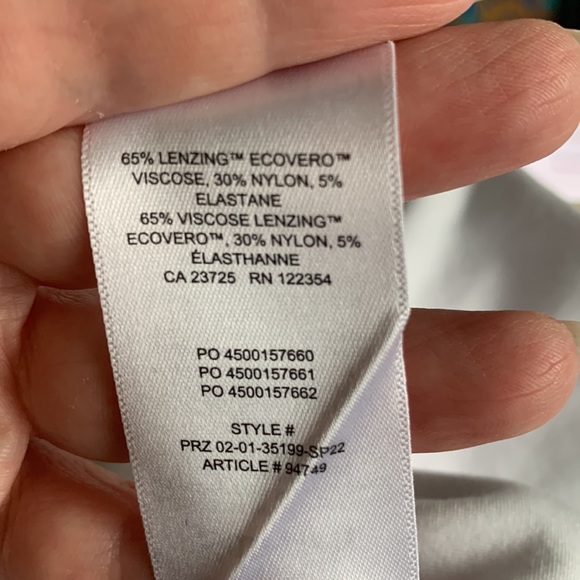 65% LENZING™ ECOVERO™
VISCOSE, 30% NYLON, 5%
ELASTANE
65% VISCOSE LENZING™
ECOVERO™, 30% NYLON, 5%
ÉLASTHANNE
CA 23725 RN 122354
PO 4500157660
PO 4500157661
PO 4500157662
STYLE #
PRZ 02-01-35199-SP22
ARTICLE # 94749